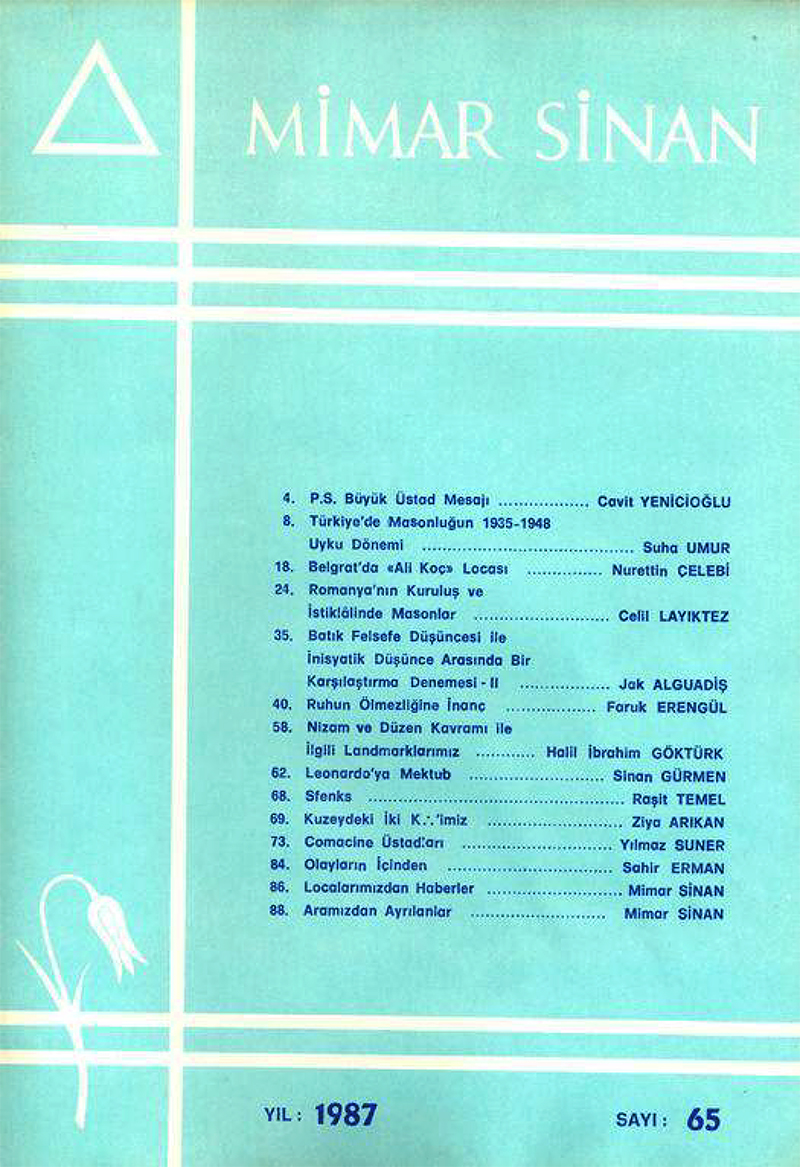 MİMAR SİNAN
4. P.S. Büyük Üstad Mesajı .................. Cavit YENİCİOĞLU
8. Türkiye'de Masonluğun 1935-1948
Uyku Dönemi ....................................... Suha UMUR
18. Belgrat'da «Ali Koç» Locası .............. Nurettin ÇELEBİ
24. Romanya'nın Kuruluş ve
İstiklâlinde Masonlar ......................... Celil LAYIKTEZ
35. Batık Felsefe Düşüncesi ile
İnisyatik Düşünce Arasında Bir
Karşılaştırma Denemesi - II ................. Jak ALGUADİŞ
40. Ruhun Ölmezliğine İnanç ................. Faruk ERENGÜL
58. Nizam ve Düzen Kavramı ile
İlgili Landmarklarımız ........... Halil İbrahim GÖKTÜRK
62. Leonardo'ya Mektub ......................... Sinan GÜRMEN
68. Sfenks ............................................... Raşit TEMEL
69. Kuzeydeki İki K.∴'imiz ......................... Ziya ARIKAN
73. Comacine Üstadları ............................ Yılmaz SUNER
84. Olayların İçinden ............................... Sahir ERMAN
86. Localarımızdan Haberler ......................... Mimar SİNAN
88. Aramızdan Ayrılanlar ......................... Mimar SİNAN
YIL: 1987 SAYI: 65